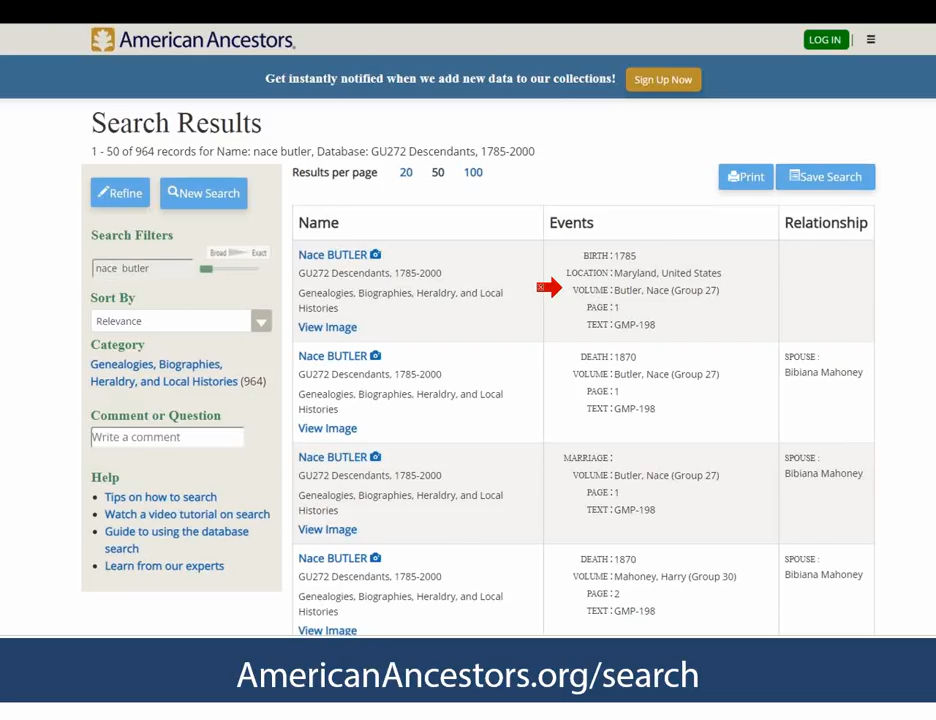 American Ancestors
LOG IN
Get instantly notified when we add new data to our collections!
Sign Up Now
Search Results
1 - 50 of 964 records for Name: nace butler, Database: GU272 Descendants, 1785-2000
Results per page 20 50 100
Print
Save Search
Refine
New Search
Search Filters
Broad Exact
nace butler
Sort By
Relevance
Category
Genealogies, Biographies,
Heraldry, and Local Histories (964)
Comment or Question
Write a comment
Help
Tips on how to search
Watch a video tutorial on search
Guide to using the database
search
Learn from our experts
Name Events Relationship
Nace BUTLER
GU272 Descendants, 1785-2000
Genealogies, Biographies, Heraldry, and Local
Histories
View Image
BIRTH: 1785
LOCATION: Maryland, United States
VOLUME: Butler, Nace (Group 27)
PAGE: 1
TEXT: GMP-198
Nace BUTLER
GU272 Descendants, 1785-2000
Genealogies, Biographies, Heraldry, and Local
Histories
View Image
DEATH: 1870
VOLUME: Butler, Nace (Group 27)
PAGE: 1
TEXT: GMP-198
SPOUSE :
Bibiana Mahoney
Nace BUTLER
GU272 Descendants, 1785-2000
Genealogies, Biographies, Heraldry, and Local
Histories
View Image
MARRIAGE:
VOLUME: Butler, Nace (Group 27)
PAGE: 1
TEXT: GMP-198
SPOUSE :
Bibiana Mahoney
Nace BUTLER
GU272 Descendants, 1785-2000
Genealogies, Biographies, Heraldry, and Local
Histories
View Image
DEATH: 1870
VOLUME: Mahoney, Harry (Group 30)
PAGE: 2
TEXT: GMP-198
SPOUSE :
Bibiana Mahoney
AmericanAncestors.org/search